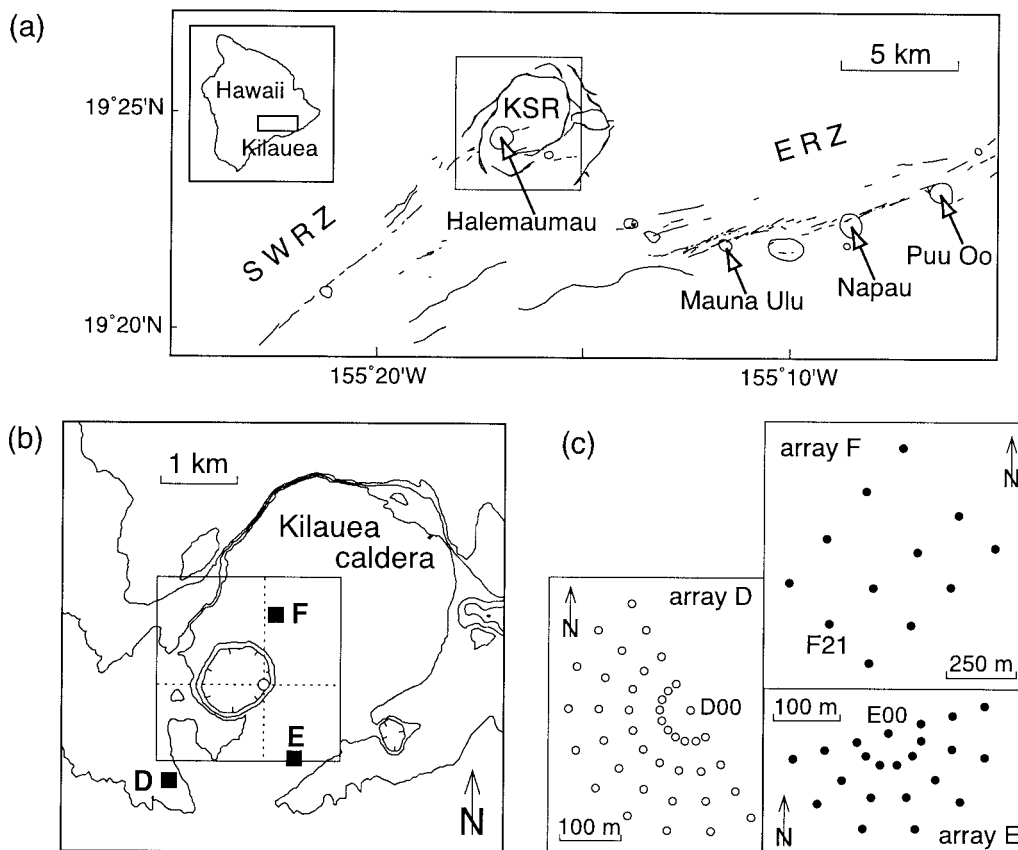 (a)
Hawaii
Kilauea
19°25'N
19°20'N
155°20'W
155°10'W
5 km
KSR
Halemaumau
SWRZ
ERZ
Mauna Ulu
Napau
Puu Oo
(b)
1 km
Kilauea
caldera
F
E
D
N
(c)
array F
N
F21
250 m
array D
N
D00
100 m
100 m
E00
N
array E